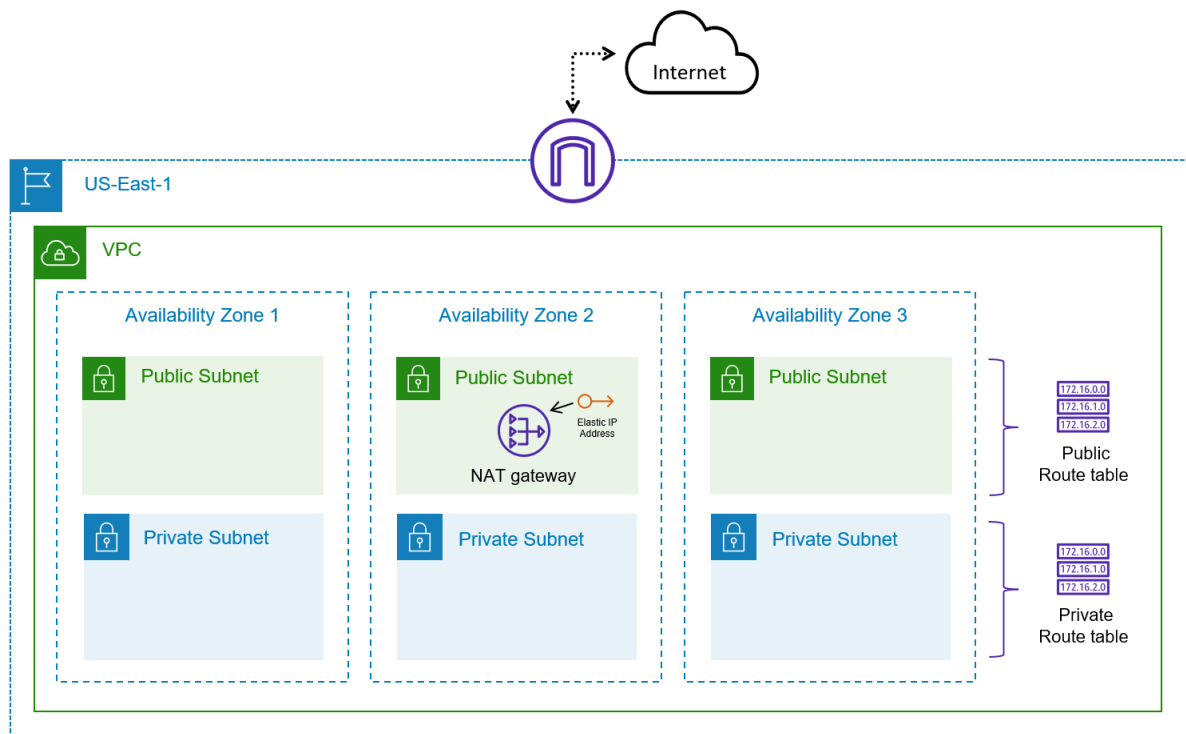 Internet
US-East-1
VPC
Availability Zone 1
Availability Zone 2
Availability Zone 3
Public Subnet
Public Subnet
Elastic IP
Address
NAT gateway
Public Subnet
172.16.0.0
172.16.1.0
172.16.2.0
Public
Route table
Private Subnet
Private Subnet
Private Subnet
172.16.0.0
172.16.1.0
172.16.2.0
Private
Route table